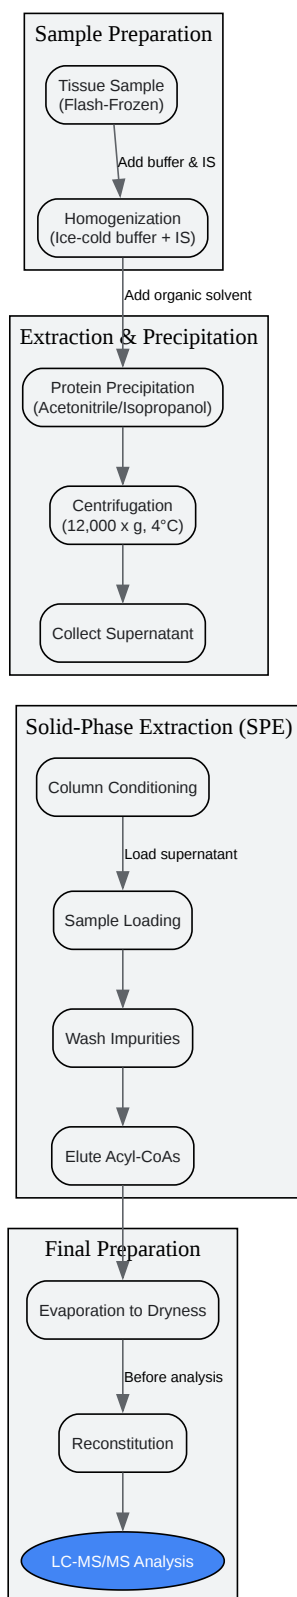 Sample Preparation
Tissue Sample
(Flash-Frozen)
Add buffer & IS
Homogenization
(Ice-cold buffer + IS)
Add organic solvent
Extraction & Precipitation
Protein Precipitation
(Acetonitrile/Isopropanol)
Centrifugation
(12,000 x g, 4°C)
Collect Supernatant
Solid-Phase Extraction (SPE)
Column Conditioning
Load supernatant
Sample Loading
Wash Impurities
Elute Acyl-CoAs
Final Preparation
Evaporation to Dryness
Before analysis
Reconstitution
LC-MS/MS Analysis